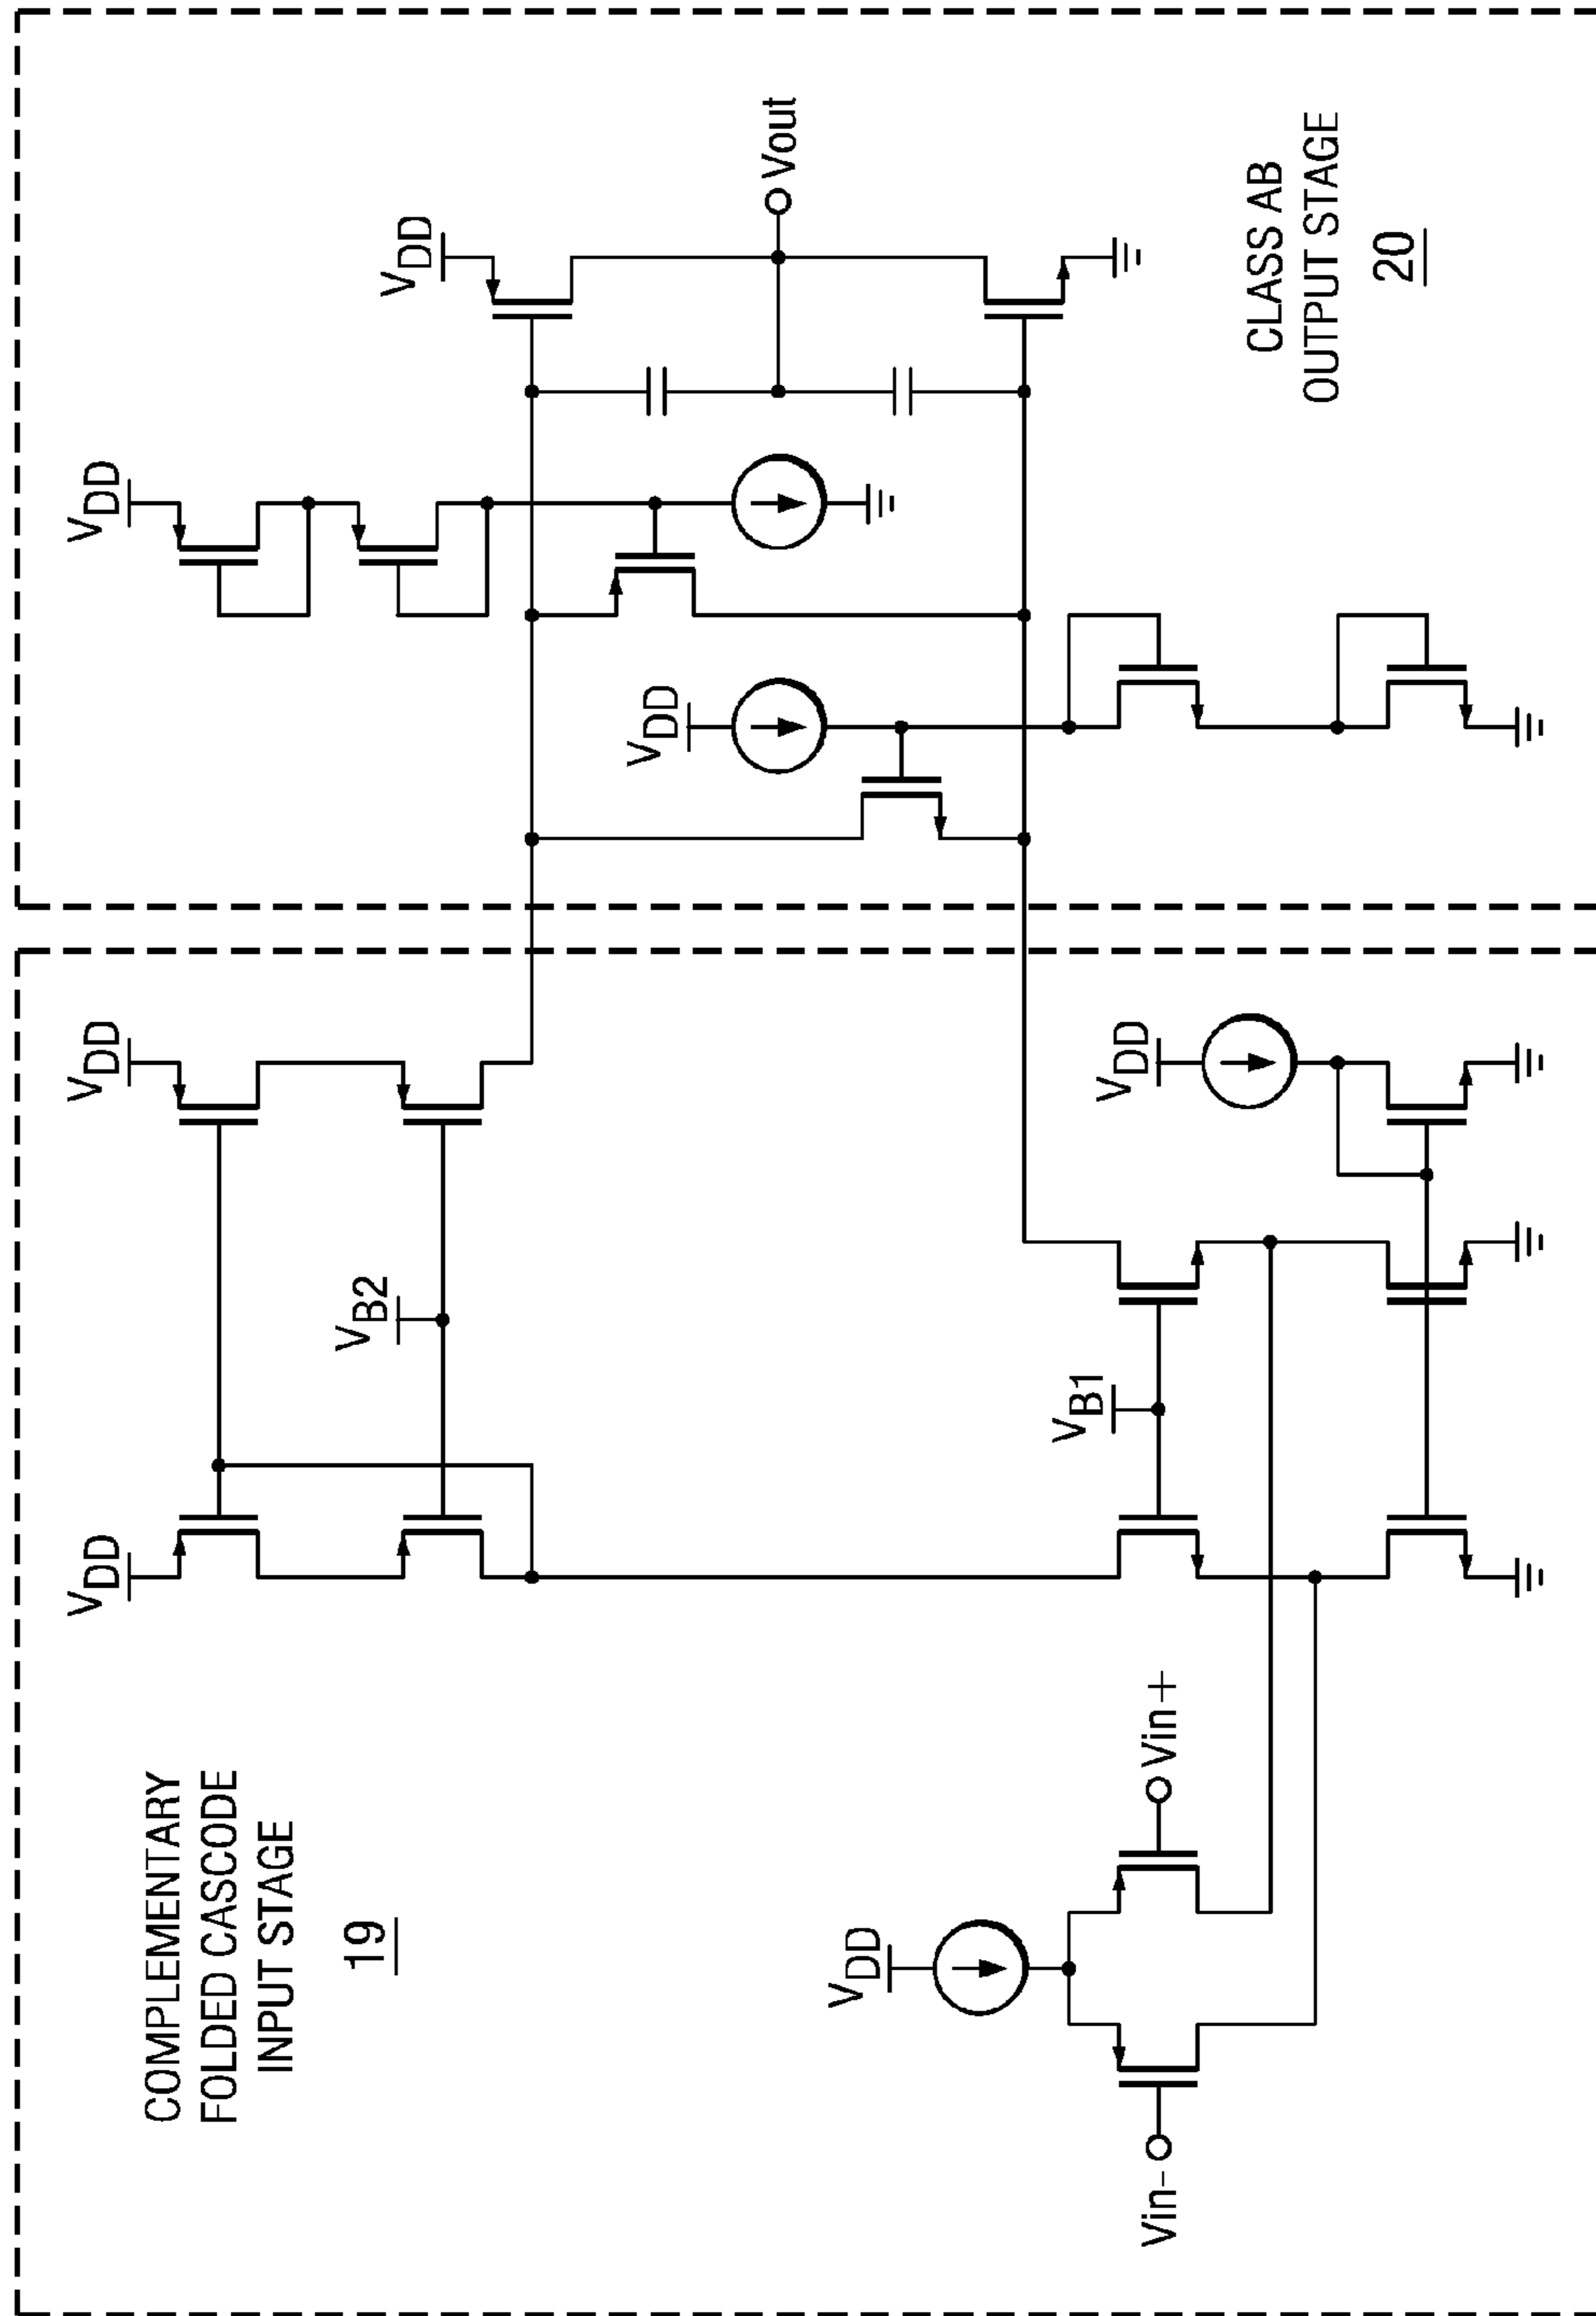 COMPLEMENTARY
FOLDED CASCODE
INPUT STAGE
19
VDD
VDD
VB2
VDD
Vin-
Vin+
VB1
VDD
VDD
VDD
VDD
Vout
CLASS AB
OUTPUT STAGE
20